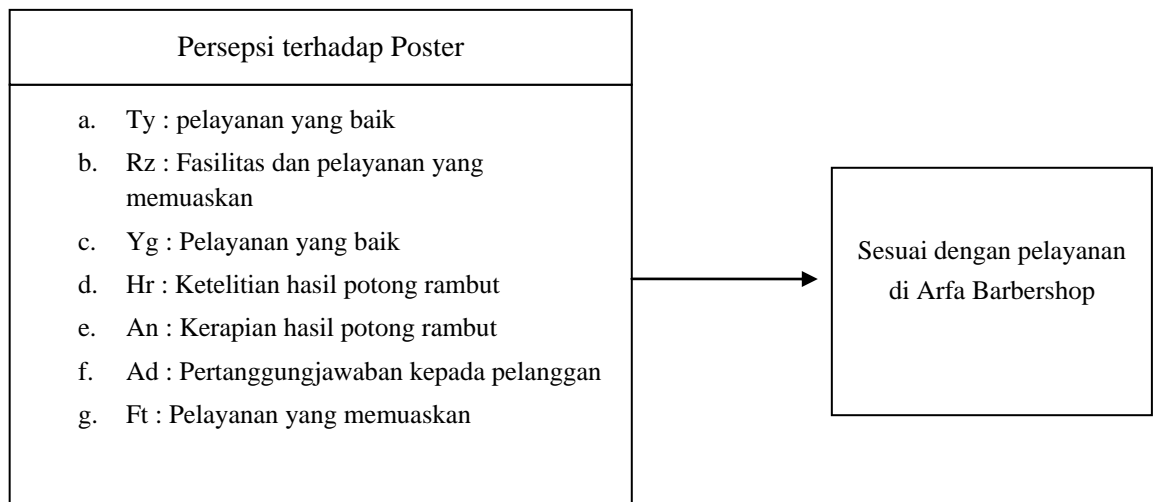 Persepsi terhadap Poster
a. Ty : pelayanan yang baik
b. Rz : Fasilitas dan pelayanan yang
memuaskan
c. Yg : Pelayanan yang baik
d. Hr : Ketelitian hasil potong rambut
e. An : Kerapian hasil potong rambut
f. Ad : Pertanggungjawaban kepada pelanggan
g. Ft : Pelayanan yang memuaskan
Sesuai dengan pelayanan
di Arfa Barbershop